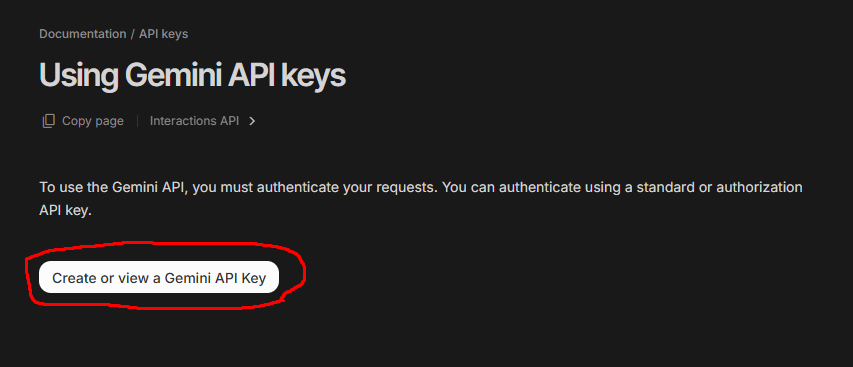 Documentation / API keys
Using Gemini API keys
Copy page | Interactions API
To use the Gemini API, you must authenticate your requests. You can authenticate using a standard or authorization
API key.
Create or view a Gemini API Key